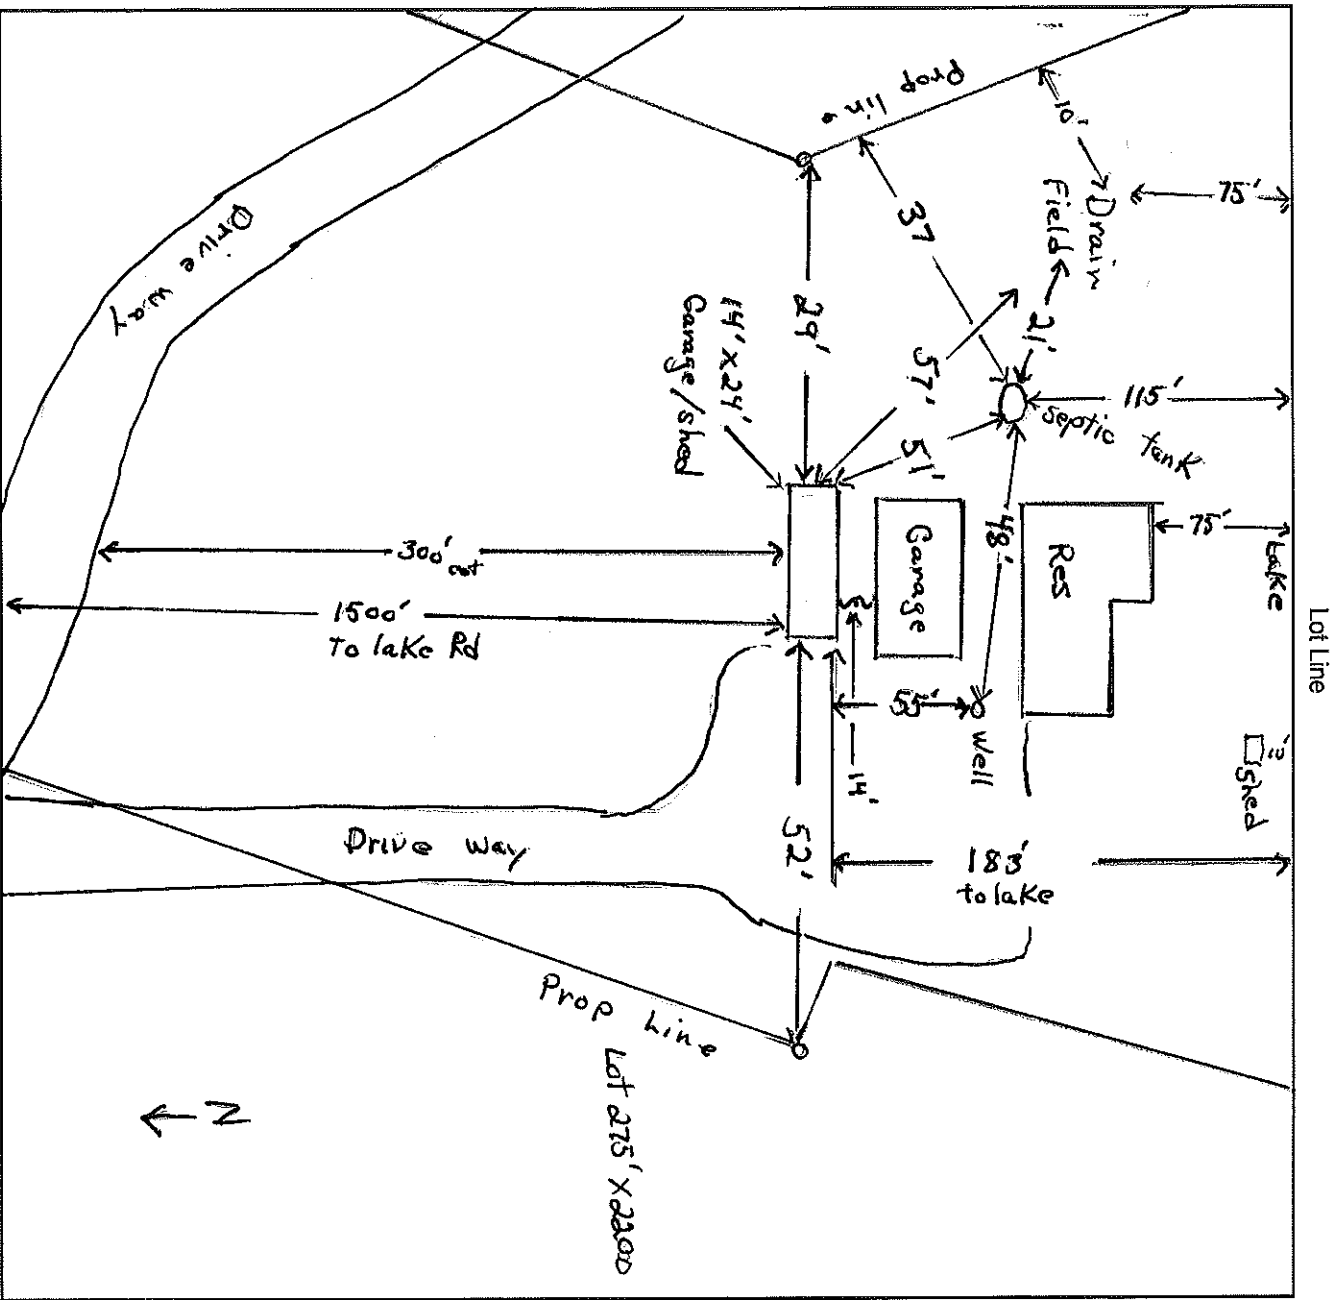 Lot Line
Prop line
10'
Drain
Field
75'
37
21'
29'
57'
115'
Septic tank
51'
14' x 24'
Garage/shed
Drive way
48'
75'
Lake
Res
Garage
300'
1500'
To lake Rd
55'
Well
14'
10'
Shed
52'
183'
to lake
Drive way
Prop Line
Lot 275' x 2200
N